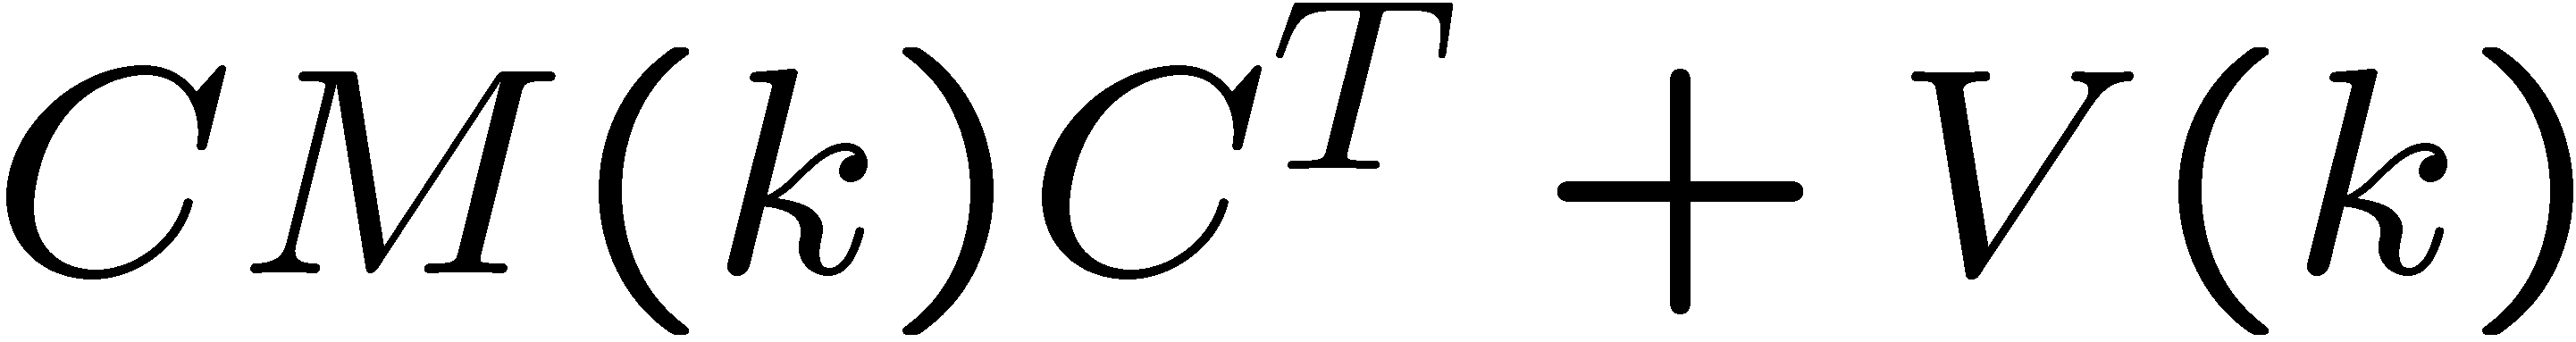 CM(k)C^T + V(k)